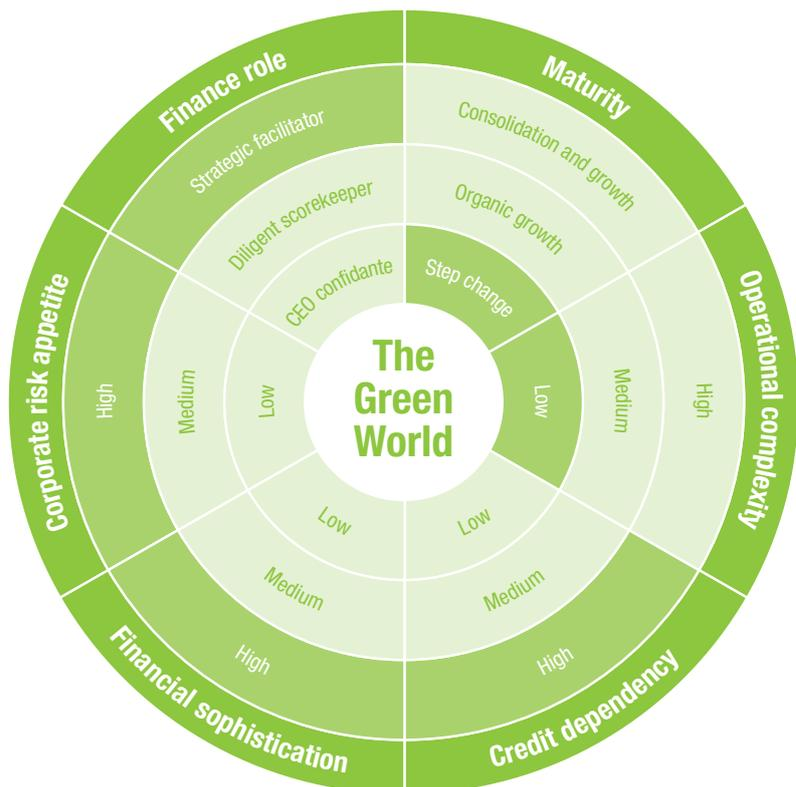 Finance role
Strategic facilitator
Diligent scorekeeper
CEO confidante
Maturity
Consolidation and growth
Organic growth
Step change
Operational complexity
High
Medium
Low
Credit dependency
High
Medium
Low
Financial sophistication
High
Medium
Low
Corporate risk appetite
High
Medium
Low
The
Green
World